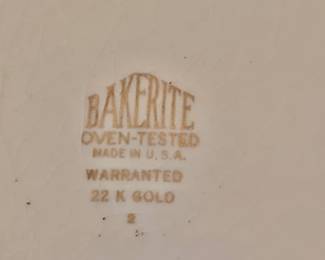 BAKERITE
OVEN-TESTED
MADE IN U.S.A.
WARRANTED
22 K GOLD
2